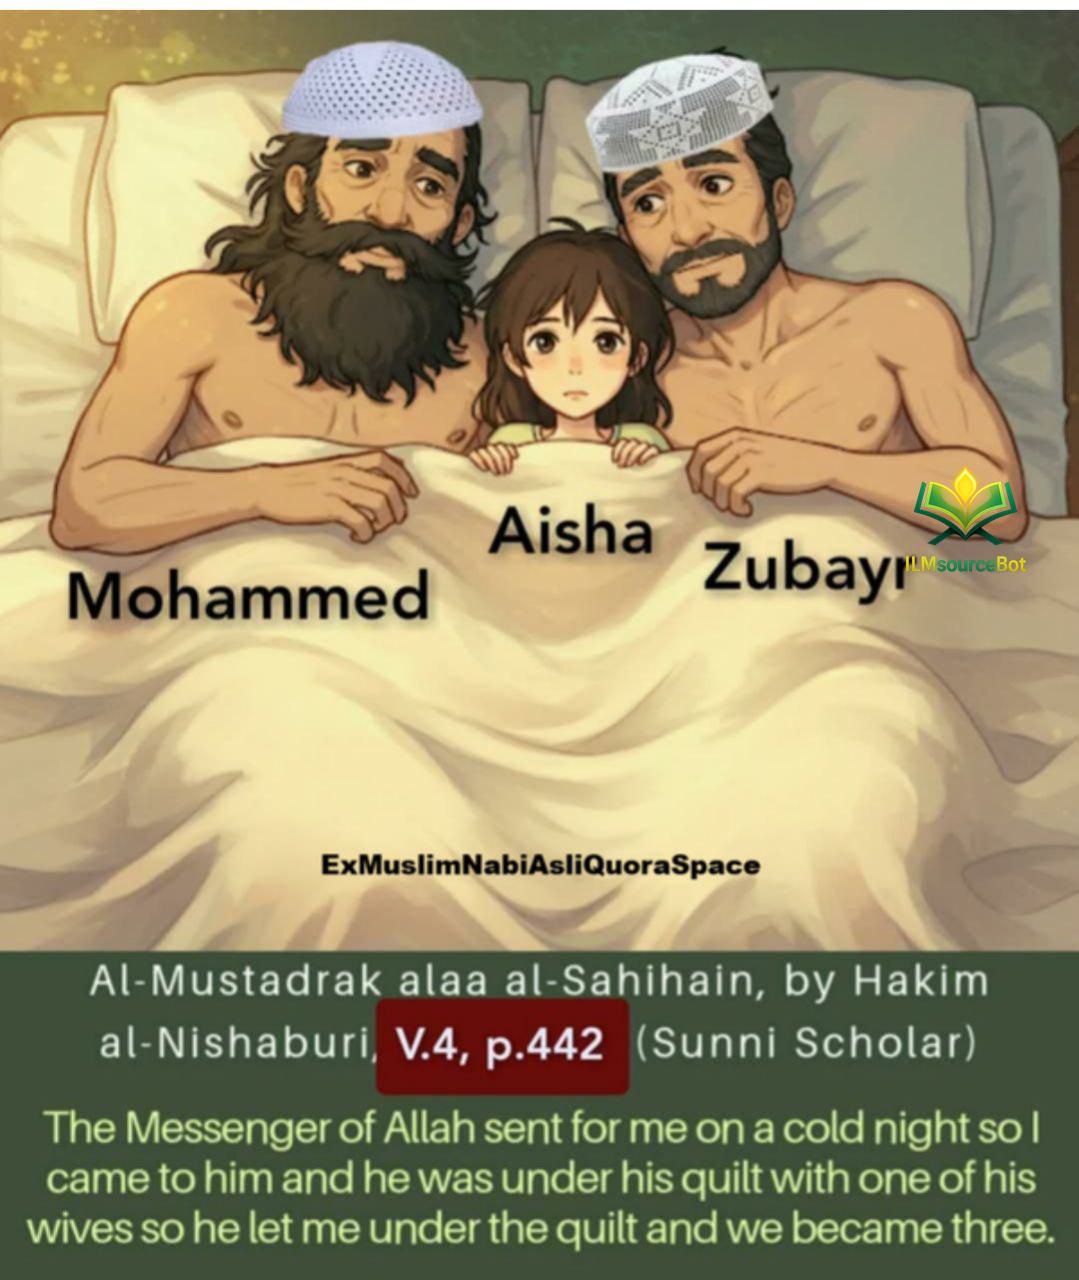 Aisha
Zubayr
ILMsourceBot
Mohammed
ExMuslimNabiAsliQuoraSpace
Al-Mustadrak alaa al-Sahihain, by Hakim
al-Nishaburi, V.4, p.442 (Sunni Scholar)
The Messenger of Allah sent for me on a cold night so I
came to him and he was under his quilt with one of his
wives so he let me under the quilt and we became three.